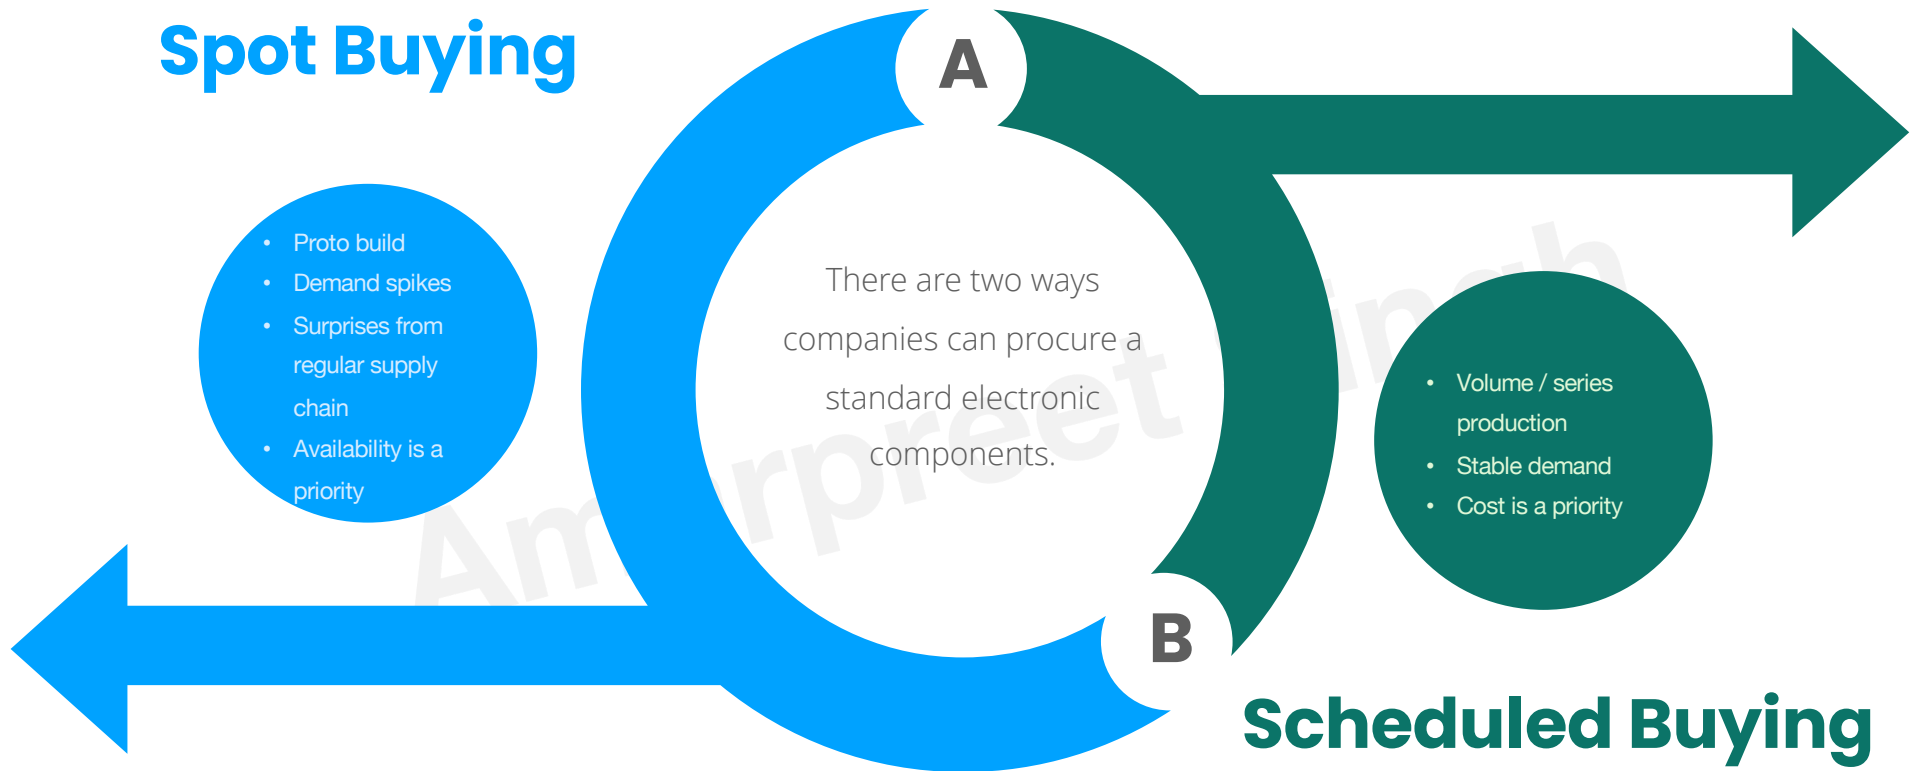 Spot Buying
A
• Proto build
• Demand spikes
• Surprises from
regular supply
chain
• Availability is a
priority
There are two ways
companies can procure a
standard electronic
components.
• Volume / series
production
• Stable demand
• Cost is a priority
B
Scheduled Buying